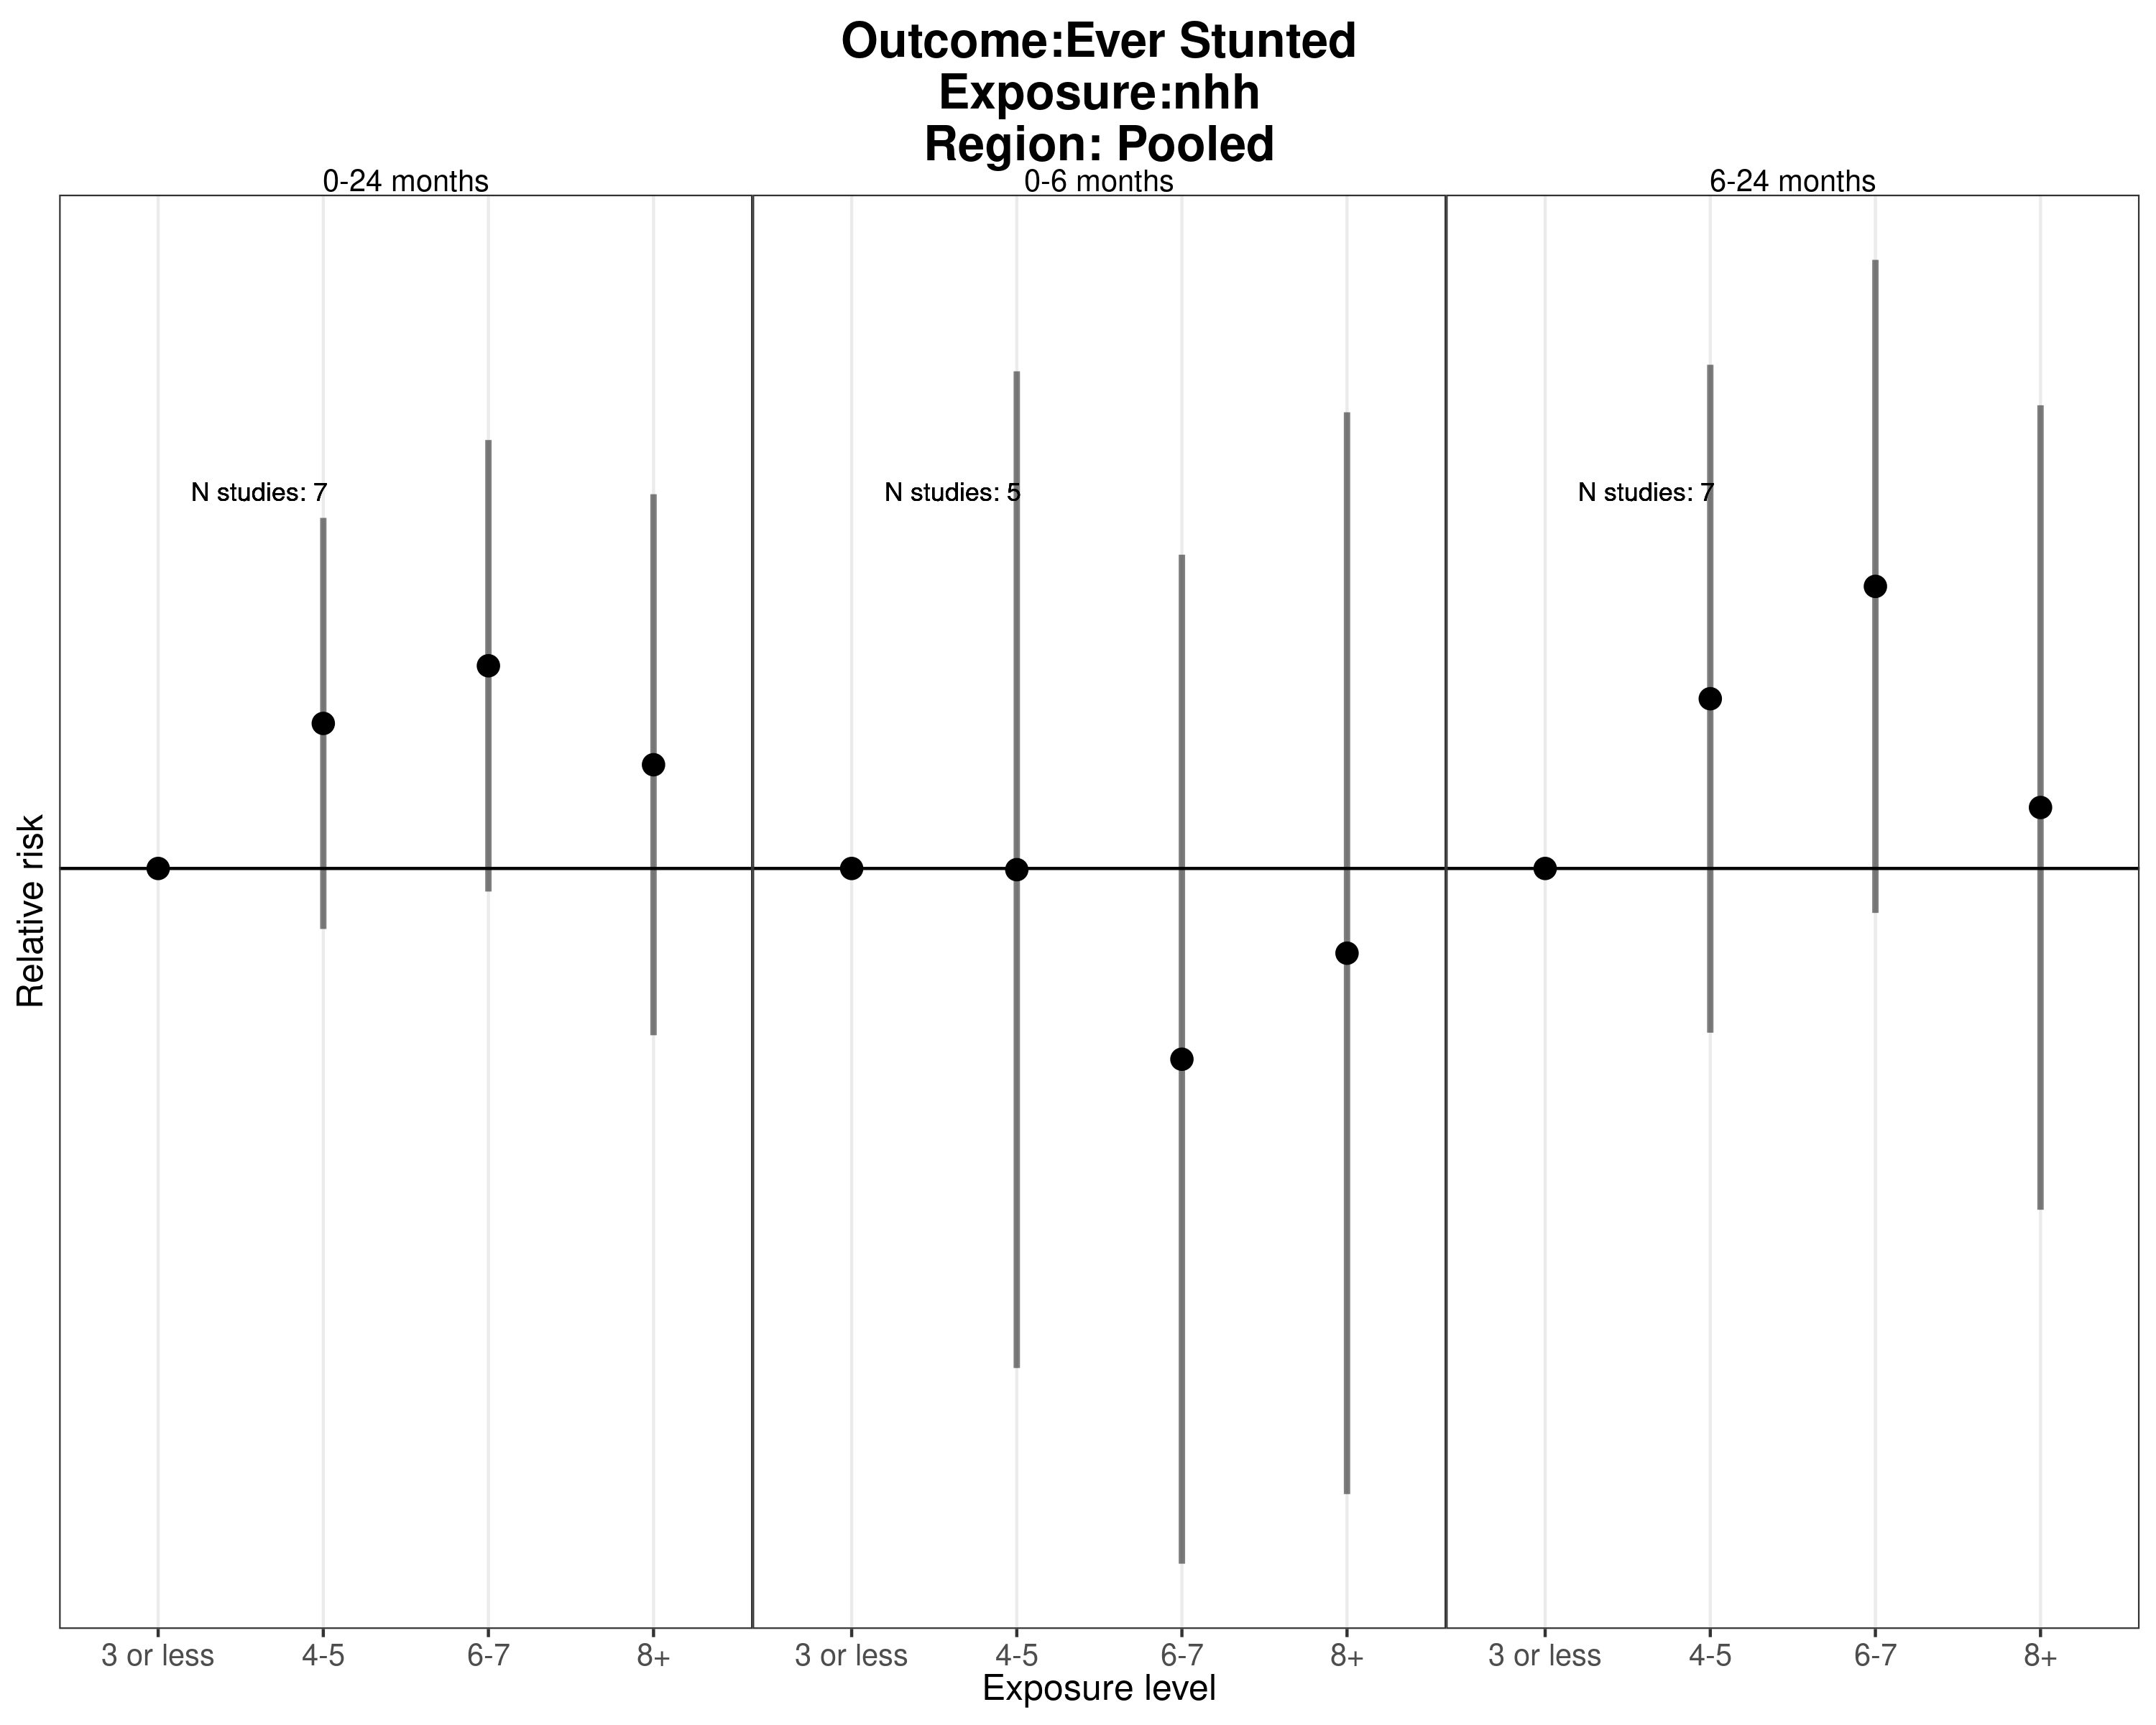 Outcome:Ever Stunted
Exposure:nhh
Region: Pooled
0-24 months
0-6 months
6-24 months
N studies: 7
N studies: 5
N studies: 7
Relative risk
3 or less 4-5 6-7 8+ 3 or less 4-5 6-7 8+ 3 or less 4-5 6-7 8+
Exposure level